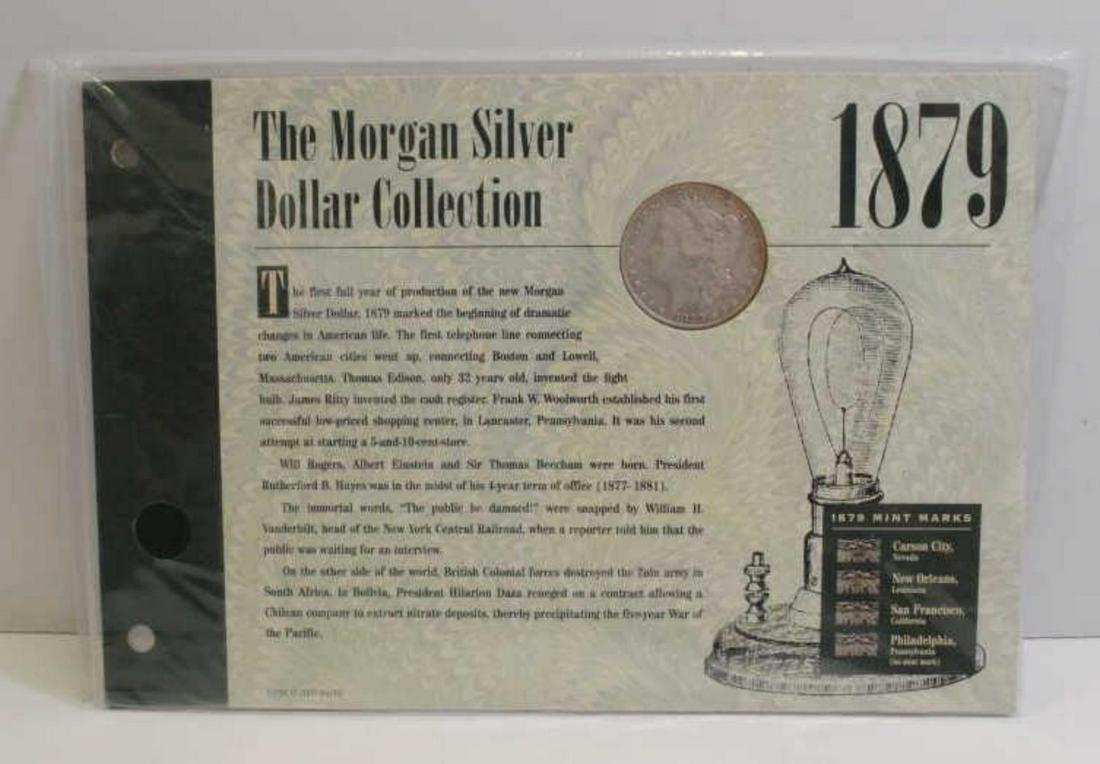 The Morgan Silver
Dollar Collection
1879
The first full year of production of the new Morgan
Silver Dollar, 1879 marked the beginning of dramatic
changes in American life. The first telephone line connecting
two American cities went up, connecting Boston and Lowell,
Massachusetts. Thomas Edison, only 32 years old, invented the light
bulb. James Ritty invented the cash register. Frank W. Woolworth established his first
successful low-priced shopping center, in Lancaster, Pennsylvania. It was his second
attempt at starting a 5-and-10-cent-store.
Will Rogers, Albert Einstein and Sir Thomas Beecham were born. President
Rutherford B. Hayes was in the midst of his 4-year term of office (1877-1881).
The immortal words, "The public be damned!" were snapped by William H.
Vanderbilt, head of the New York Central Railroad, when a reporter told him that the
public was waiting for an interview.
On the other side of the world, British Colonial forces destroyed the Zulu army in
South Africa. In Bolivia, President Hilarion Daza reneged on a contract allowing a
Chilean company to extract nitrate deposits, thereby precipitating the five-year War of
the Pacific.
1879 MINT MARKS
Carson City,
Nevada
New Orleans,
Louisiana
San Francisco,
California
Philadelphia,
Pennsylvania
(no mint mark)